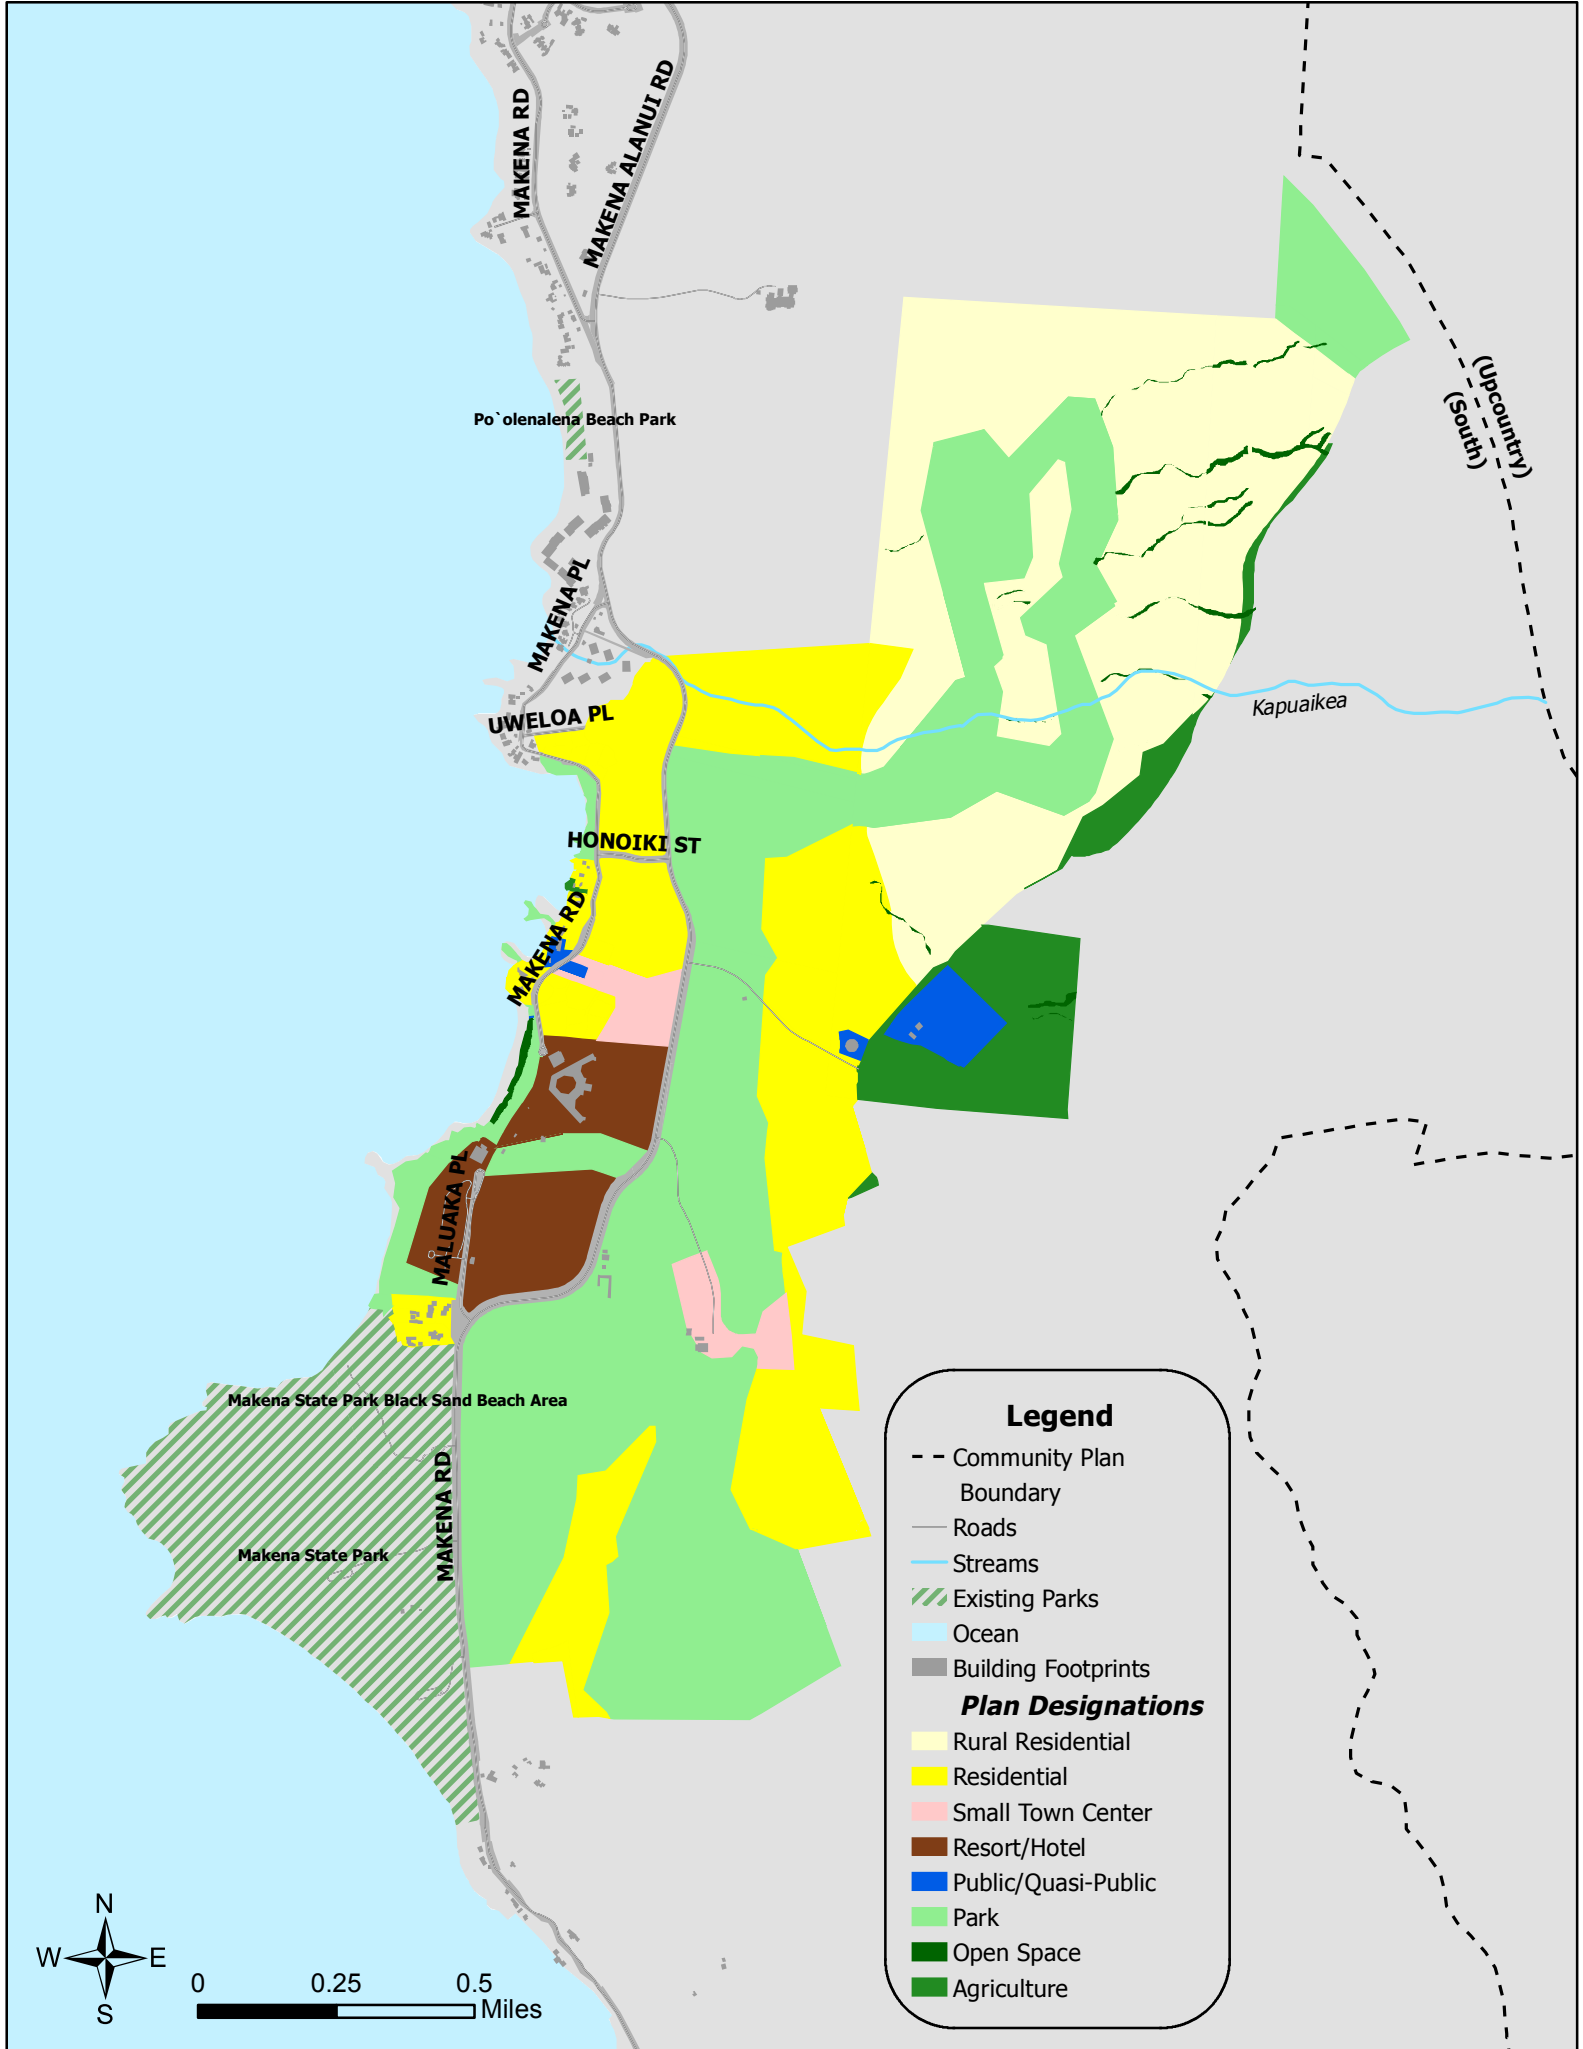 MAKENA RD
MAKENA ALANUI RD
(Upcountry)
(South)
Po`olenalena Beach Park
MAKENA PL
UWELOA PL
Kapuaikea
HONOIKI ST
MAKENA RD
MALUAKA PL
Makena State Park Black Sand Beach Area
MAKENA RD
Makena State Park
Legend
Community Plan
Boundary
Roads
Streams
Existing Parks
Ocean
Building Footprints
Plan Designations
Rural Residential
Residential
Small Town Center
Resort/Hotel
Public/Quasi-Public
Park
Open Space
Agriculture
N
W E
S
0 0.25 0.5
Miles